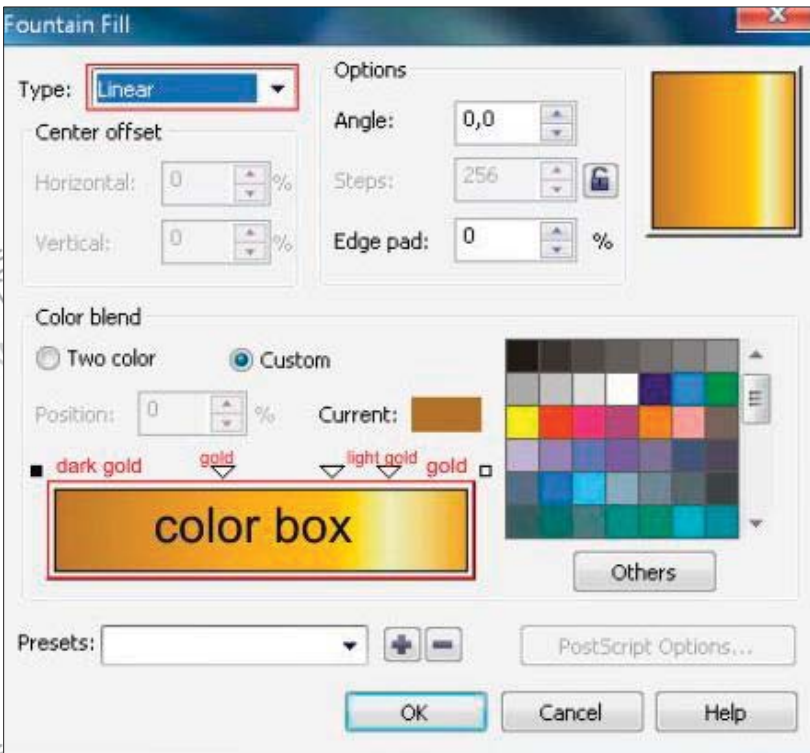 Fountain Fill
X
Type: Linear
Center offset
Horizontal: 0 %
Vertical: 0 %
Options
Angle: 0,0
Steps: 256
Edge pad: 0 %
Color blend
Two color Custom
Position: 0 % Current:
dark gold gold light gold gold
color box
Others
Presets:
PostScript Options...
OK Cancel Help